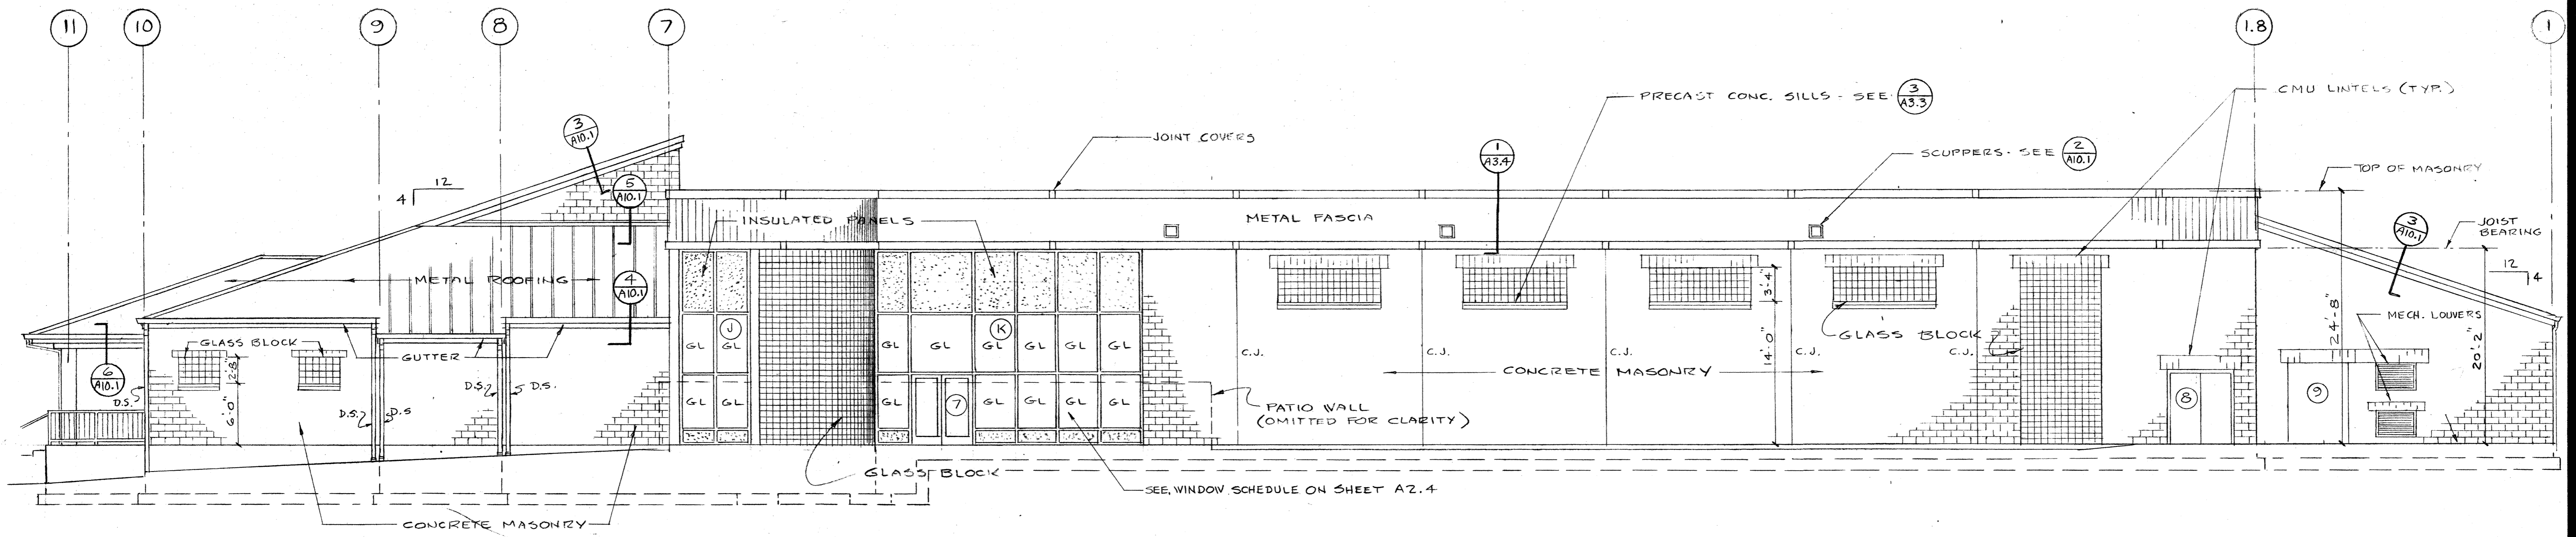 11
10
9
8
7
1.8
1
PRECAST CONC. SILLS - SEE 3
A3.3
CMU LINTELS (TYP.)
3
A10.1
JOINT COVERS
1
A3.4
SCUPPERS - SEE 2
A10.1
TOP OF MASONRY
12
4
5
A10.1
INSULATED PANELS
METAL FASCIA
3
A10.1
JOIST
BEARING
12
4
METAL ROOFING
4
A10.1
3'-4"
24'-8"
MECH. LOUVERS
J
K
GLASS BLOCK
GLASS BLOCK
GUTTER
GL
GL
GL
GL
GL
GL
GL
GL
C.J.
C.J.
C.J.
C.J.
C.J.
14'-0"
20'-2"
6
A10.1
2'-8"
D.S.
D.S.
CONCRETE MASONRY
D.S.
6'-0"
D.S.
D.S.
GL
GL
GL
7
GL
GL
GL
GL
8
9
PATIO WALL
(OMITTED FOR CLARITY)
GLASS BLOCK
SEE WINDOW SCHEDULE ON SHEET A2.4
CONCRETE MASONRY